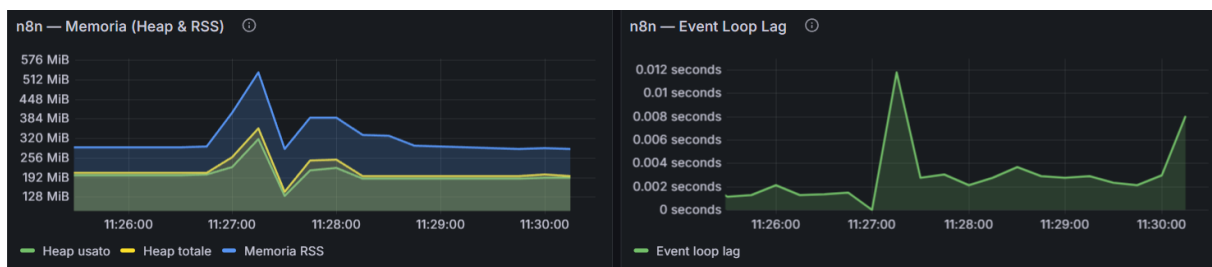 n8n — Memoria (Heap & RSS)
576 MiB
512 MiB
448 MiB
384 MiB
320 MiB
256 MiB
192 MiB
128 MiB
11:26:00 11:27:00 11:28:00 11:29:00 11:30:00
Heap usato Heap totale Memoria RSS
n8n — Event Loop Lag
0.012 seconds
0.01 seconds
0.008 seconds
0.006 seconds
0.004 seconds
0.002 seconds
0 seconds
11:26:00 11:27:00 11:28:00 11:29:00 11:30:00
Event loop lag